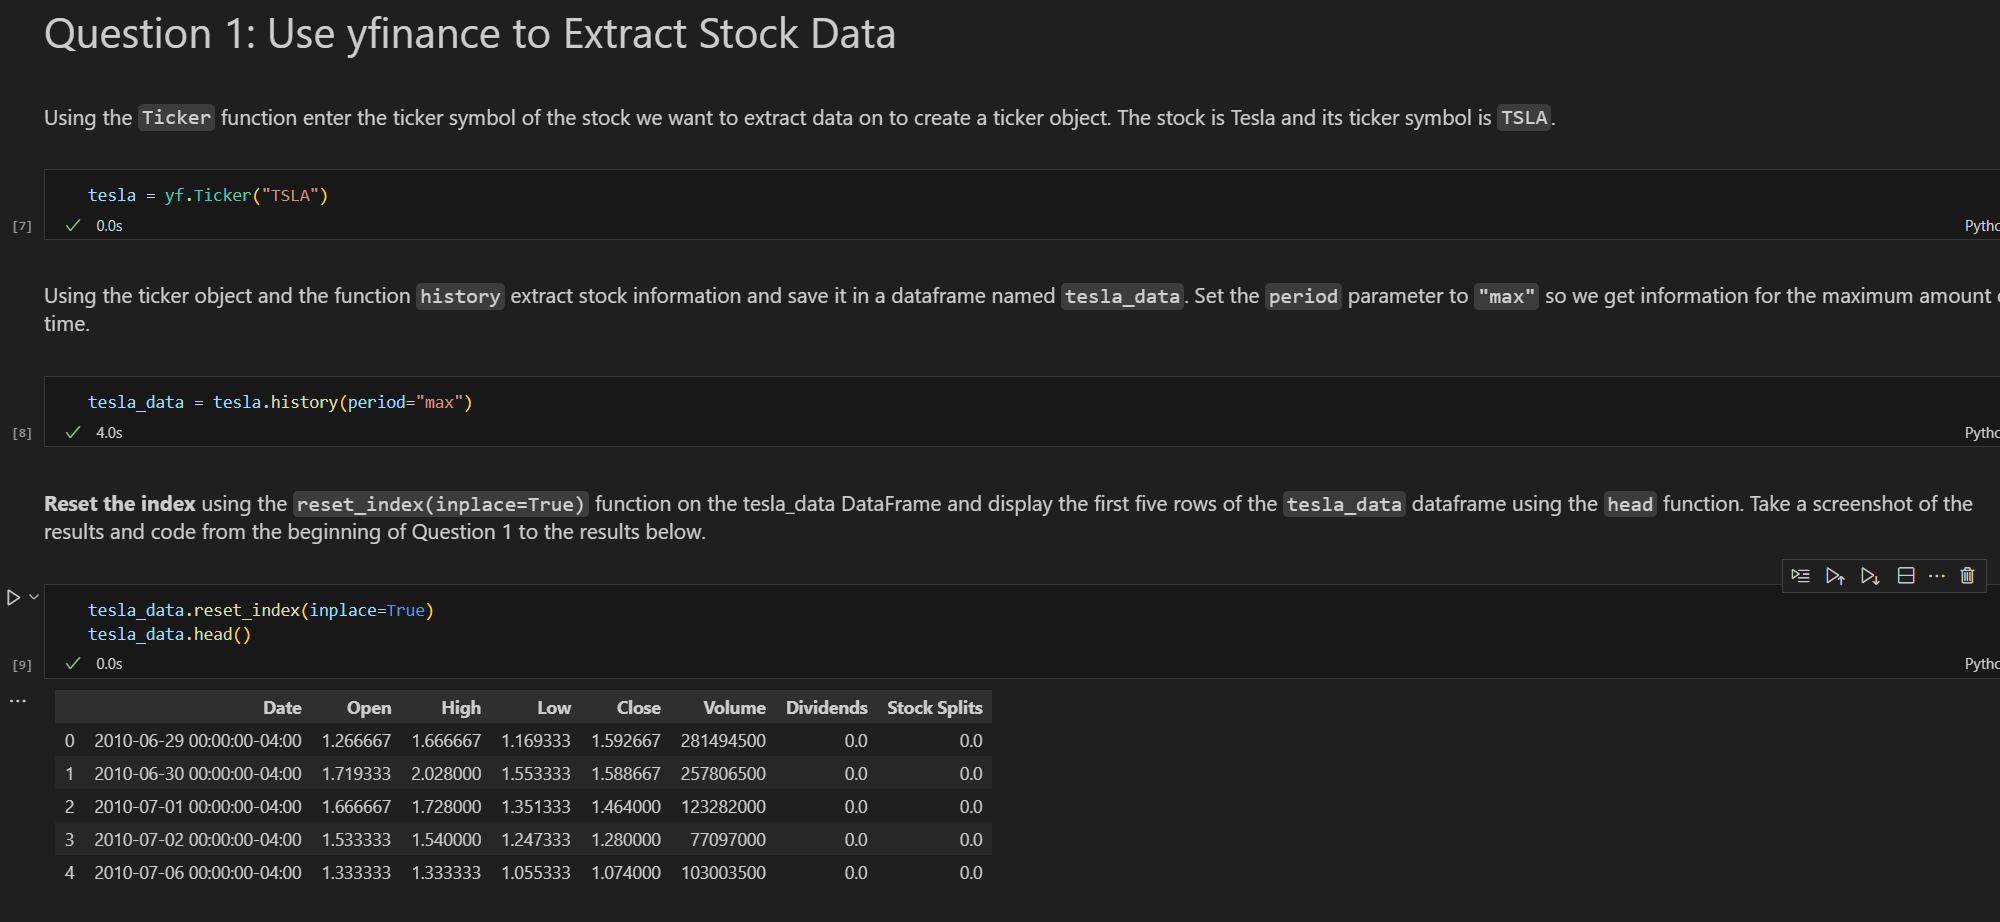 Question 1: Use yfinance to Extract Stock Data
Using the Ticker function enter the ticker symbol of the stock we want to extract data on to create a ticker object. The stock is Tesla and its ticker symbol is TSLA.
tesla = yf.Ticker("TSLA")
[7] 0.0s
Using the ticker object and the function history extract stock information and save it in a dataframe named tesla_data. Set the period parameter to "max" so we get information for the maximum amount
time.
tesla_data = tesla.history(period="max")
[8] 4.0s
Reset the index using the reset_index(inplace=True) function on the tesla_data DataFrame and display the first five rows of the tesla_data dataframe using the head function. Take a screenshot of the
results and code from the beginning of Question 1 to the results below.
tesla_data.reset_index(inplace=True)
tesla_data.head()
[9] 0.0s
Date Open High Low Close Volume Dividends Stock Splits
0 2010-06-29 00:00:00-04:00 1.266667 1.666667 1.169333 1.592667 281494500 0.0 0.0
1 2010-06-30 00:00:00-04:00 1.719333 2.028000 1.553333 1.588667 257806500 0.0 0.0
2 2010-07-01 00:00:00-04:00 1.666667 1.728000 1.351333 1.464000 123282000 0.0 0.0
3 2010-07-02 00:00:00-04:00 1.533333 1.540000 1.247333 1.280000 77097000 0.0 0.0
4 2010-07-06 00:00:00-04:00 1.333333 1.333333 1.055333 1.074000 103003500 0.0 0.0